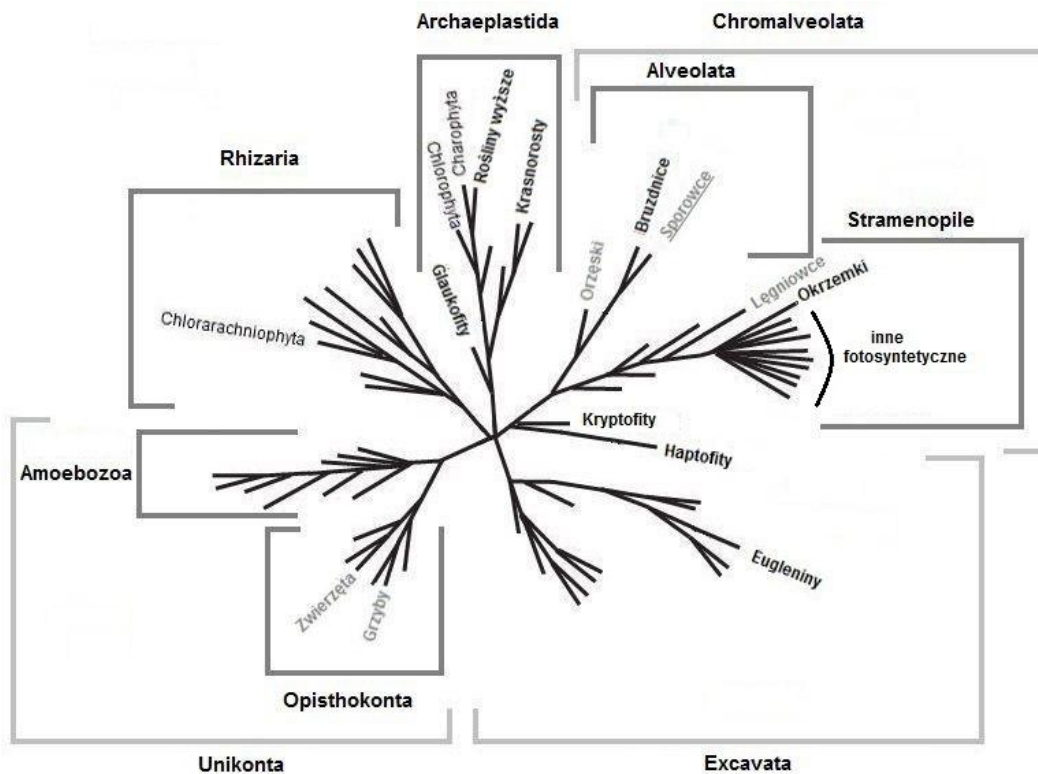 Archaeplastida
Chromalveolata
Alveolata
Rhizaria
Charophyta
Rośliny wyższe
Chlorophyta
Krasnorosty
Bruzdnice
Sporowce
Stramenopile
Glaukofity
Orzęski
Lęgniowce
Okrzemki
Chlorarachniophyta
inne
fotosyntetyczne
Kryptofity
Haptofity
Amoebozoa
Eugleniny
Zwierzęta
Grzyby
Opisthokonta
Unikonta
Excavata